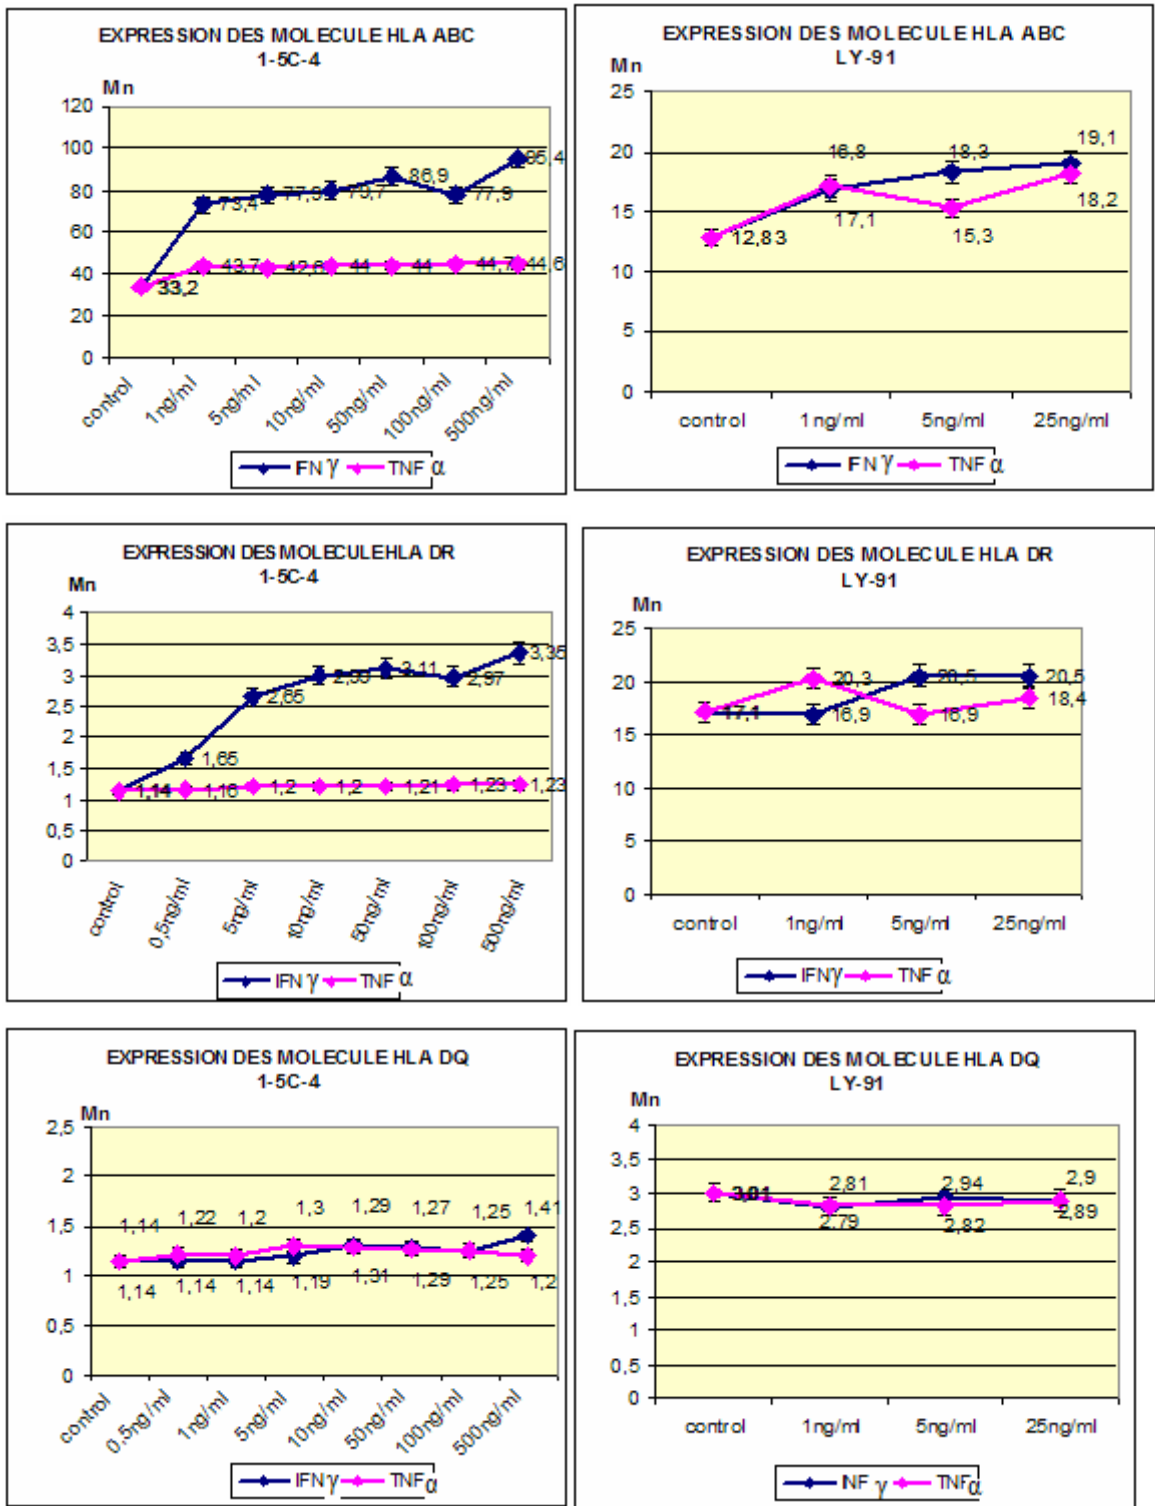 EXPRESSION DES MOLECULE HLA ABC
1-5C-4
Mn
120
100
80
60
40
20
0
73,4
86,9
77,9
95,4
33,2
43,7
42,6
44
44
44,7
44,6
control
1ng/ml
5ng/ml
10ng/ml
50ng/ml
100ng/ml
500ng/ml
IFN γ
TNF α
EXPRESSION DES MOLECULE HLA ABC
LY-91
Mn
25
20
15
10
5
0
16,8
18,3
19,1
12,83
17,1
15,3
18,2
control
1ng/ml
5ng/ml
25ng/ml
IFN γ
TNF α
EXPRESSION DES MOLECULE HLA DR
1-5C-4
Mn
4
3,5
3
2,5
2
1,5
1
0,5
0
1,65
2,65
2,99
3,11
2,97
3,35
1,14
1,16
1,2
1,2
1,21
1,23
1,23
control
0,5ng/ml
5ng/ml
10ng/ml
50ng/ml
100ng/ml
500ng/ml
IFN γ
TNF α
EXPRESSION DES MOLECULE HLA DR
LY-91
Mn
25
20
15
10
5
0
20,3
20,5
20,5
17,1
16,9
16,9
18,4
control
1ng/ml
5ng/ml
25ng/ml
IFN γ
TNF α
EXPRESSION DES MOLECULE HLA DQ
1-5C-4
Mn
2,5
2
1,5
1
0,5
0
1,14
1,22
1,2
1,3
1,29
1,27
1,25
1,41
1,14
1,14
1,14
1,19
1,31
1,29
1,25
1,2
control
0,5ng/ml
1ng/ml
5ng/ml
10ng/ml
50ng/ml
100ng/ml
500ng/ml
IFN γ
TNF α
EXPRESSION DES MOLECULE HLA DQ
LY-91
Mn
4
3,5
3
2,5
2
1,5
1
0,5
0
2,81
2,94
2,9
2,79
2,82
2,89
control
1ng/ml
5ng/ml
25ng/ml
INF γ
TNF α